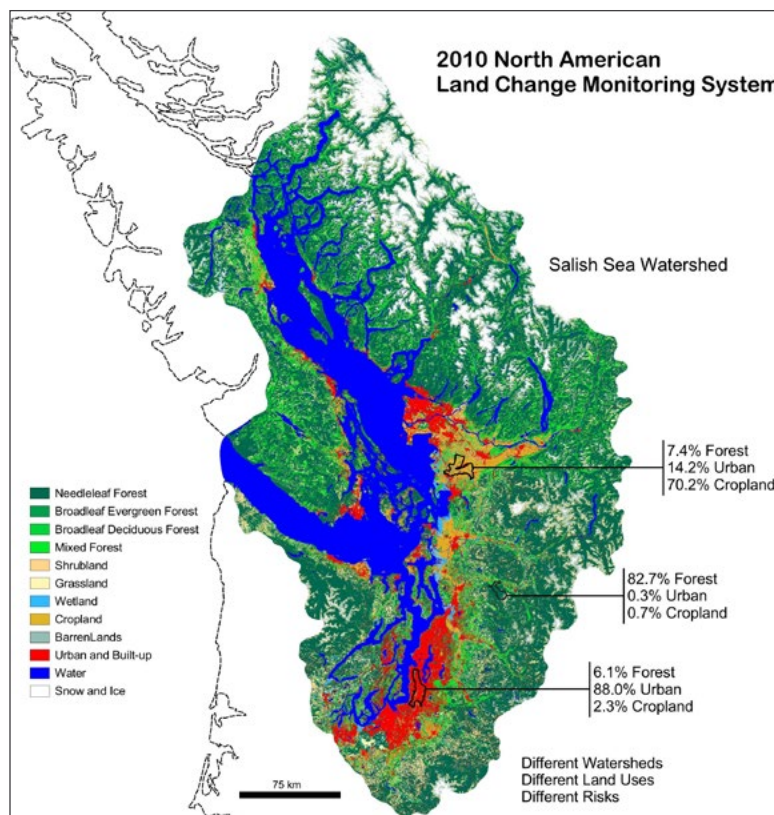 2010 North American
Land Change Monitoring System
Salish Sea Watershed
7.4% Forest
14.2% Urban
70.2% Cropland
Needleleaf Forest
Broadleaf Evergreen Forest
Broadleaf Deciduous Forest
Mixed Forest
Shrubland
Grassland
Wetland
Cropland
BarrenLands
Urban and Built-up
Water
Snow and Ice
82.7% Forest
0.3% Urban
0.7% Cropland
6.1% Forest
88.0% Urban
2.3% Cropland
75 km
Different Watersheds
Different Land Uses
Different Risks